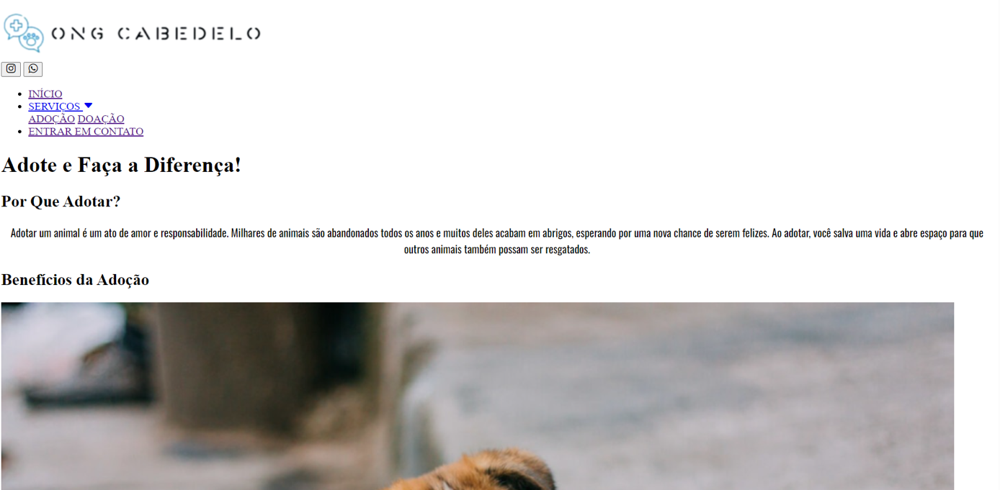 ONG CABEDELO
INÍCIO
SERVIÇOS
ADOÇÃO DOAÇÃO
ENTRAR EM CONTATO
Adote e Faça a Diferença!
Por Que Adotar?
Adotar um animal é um ato de amor e responsabilidade. Milhares de animais são abandonados todos os anos e muitos deles acabam em abrigos, esperando por uma nova chance de serem felizes. Ao adotar, você salva uma vida e abre espaço para que
outros animais também possam ser resgatados.
Benefícios da Adoção